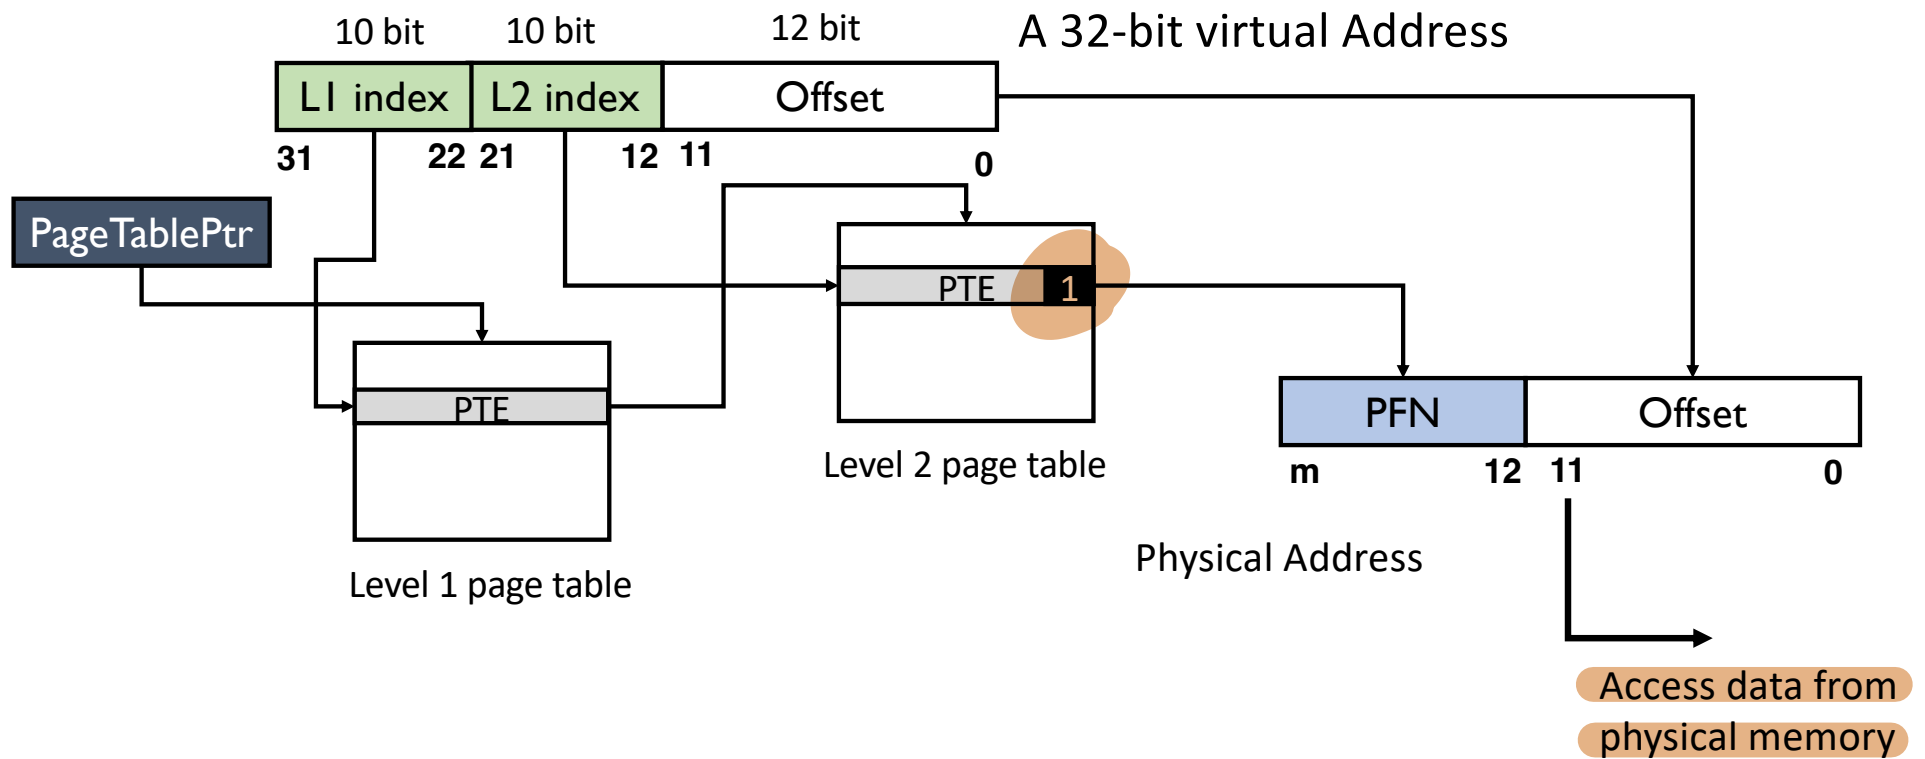 10 bit 10 bit 12 bit A 32-bit virtual Address
L1 index L2 index Offset
31 22 21 12 11 0
PageTablePtr
PTE 1
PTE
PFN Offset
Level 2 page table
m 12 11 0
Physical Address
Level 1 page table
Access data from
physical memory